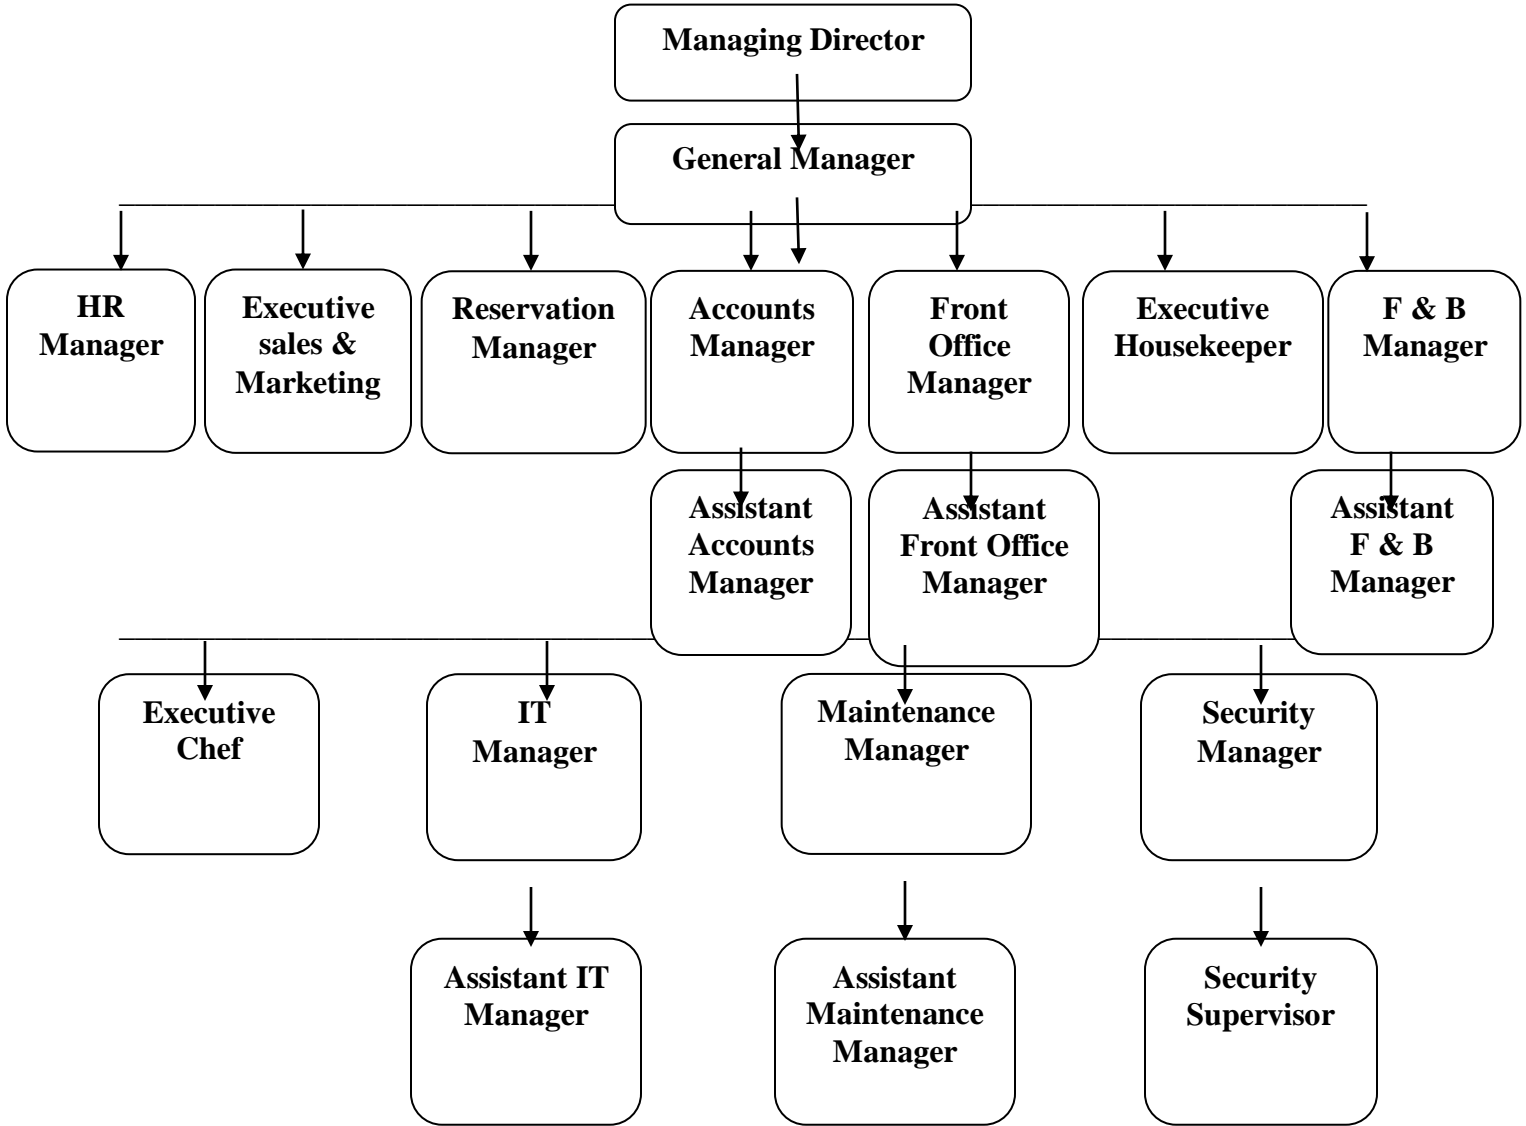 Managing Director
General Manager
HR
Manager
Executive
sales &
Marketing
Reservation
Manager
Accounts
Manager
Front
Office
Manager
Executive
Housekeeper
F & B
Manager
Assistant
Accounts
Manager
Assistant
Front Office
Manager
Assistant
F & B
Manager
Executive
Chef
IT
Manager
Maintenance
Manager
Security
Manager
Assistant IT
Manager
Assistant
Maintenance
Manager
Security
Supervisor